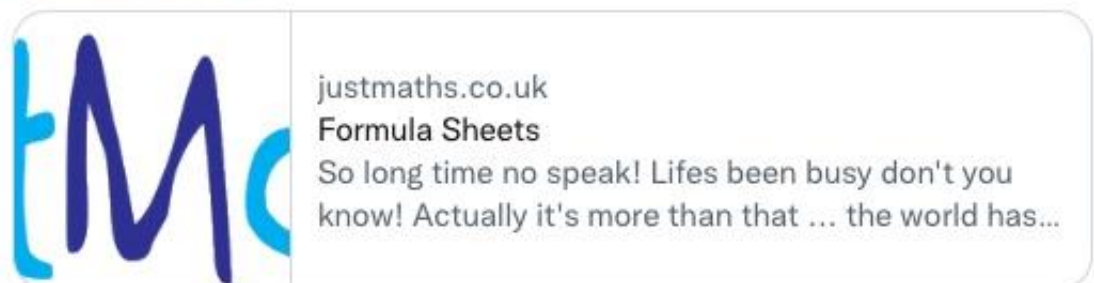 tMa
justmaths.co.uk
Formula Sheets
So long time no speak! Lifes been busy don't you
know! Actually it's more than that ... the world has...